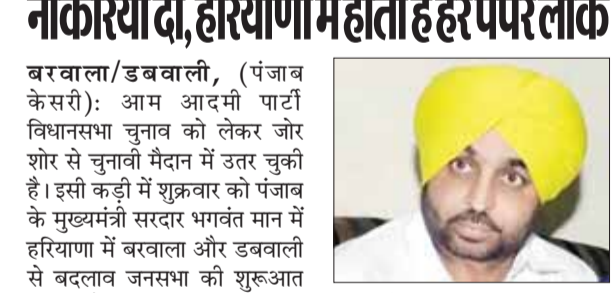 नौकरियां दी, हरियाणा में होता है हर पेपर लीक
बरवाला/डबवाली, (पंजाब
केसरी): आम आदमी पार्टी
विधानसभा चुनाव को लेकर जोर
शोर से चुनावी मैदान में उतर चुकी
है। इसी कड़ी में शुक्रवार को पंजाब
के मुख्यमंत्री सरदार भगवंत मान में
हरियाणा में बरवाला और डबवाली
से बदलाव जनसभा की शुरूआत